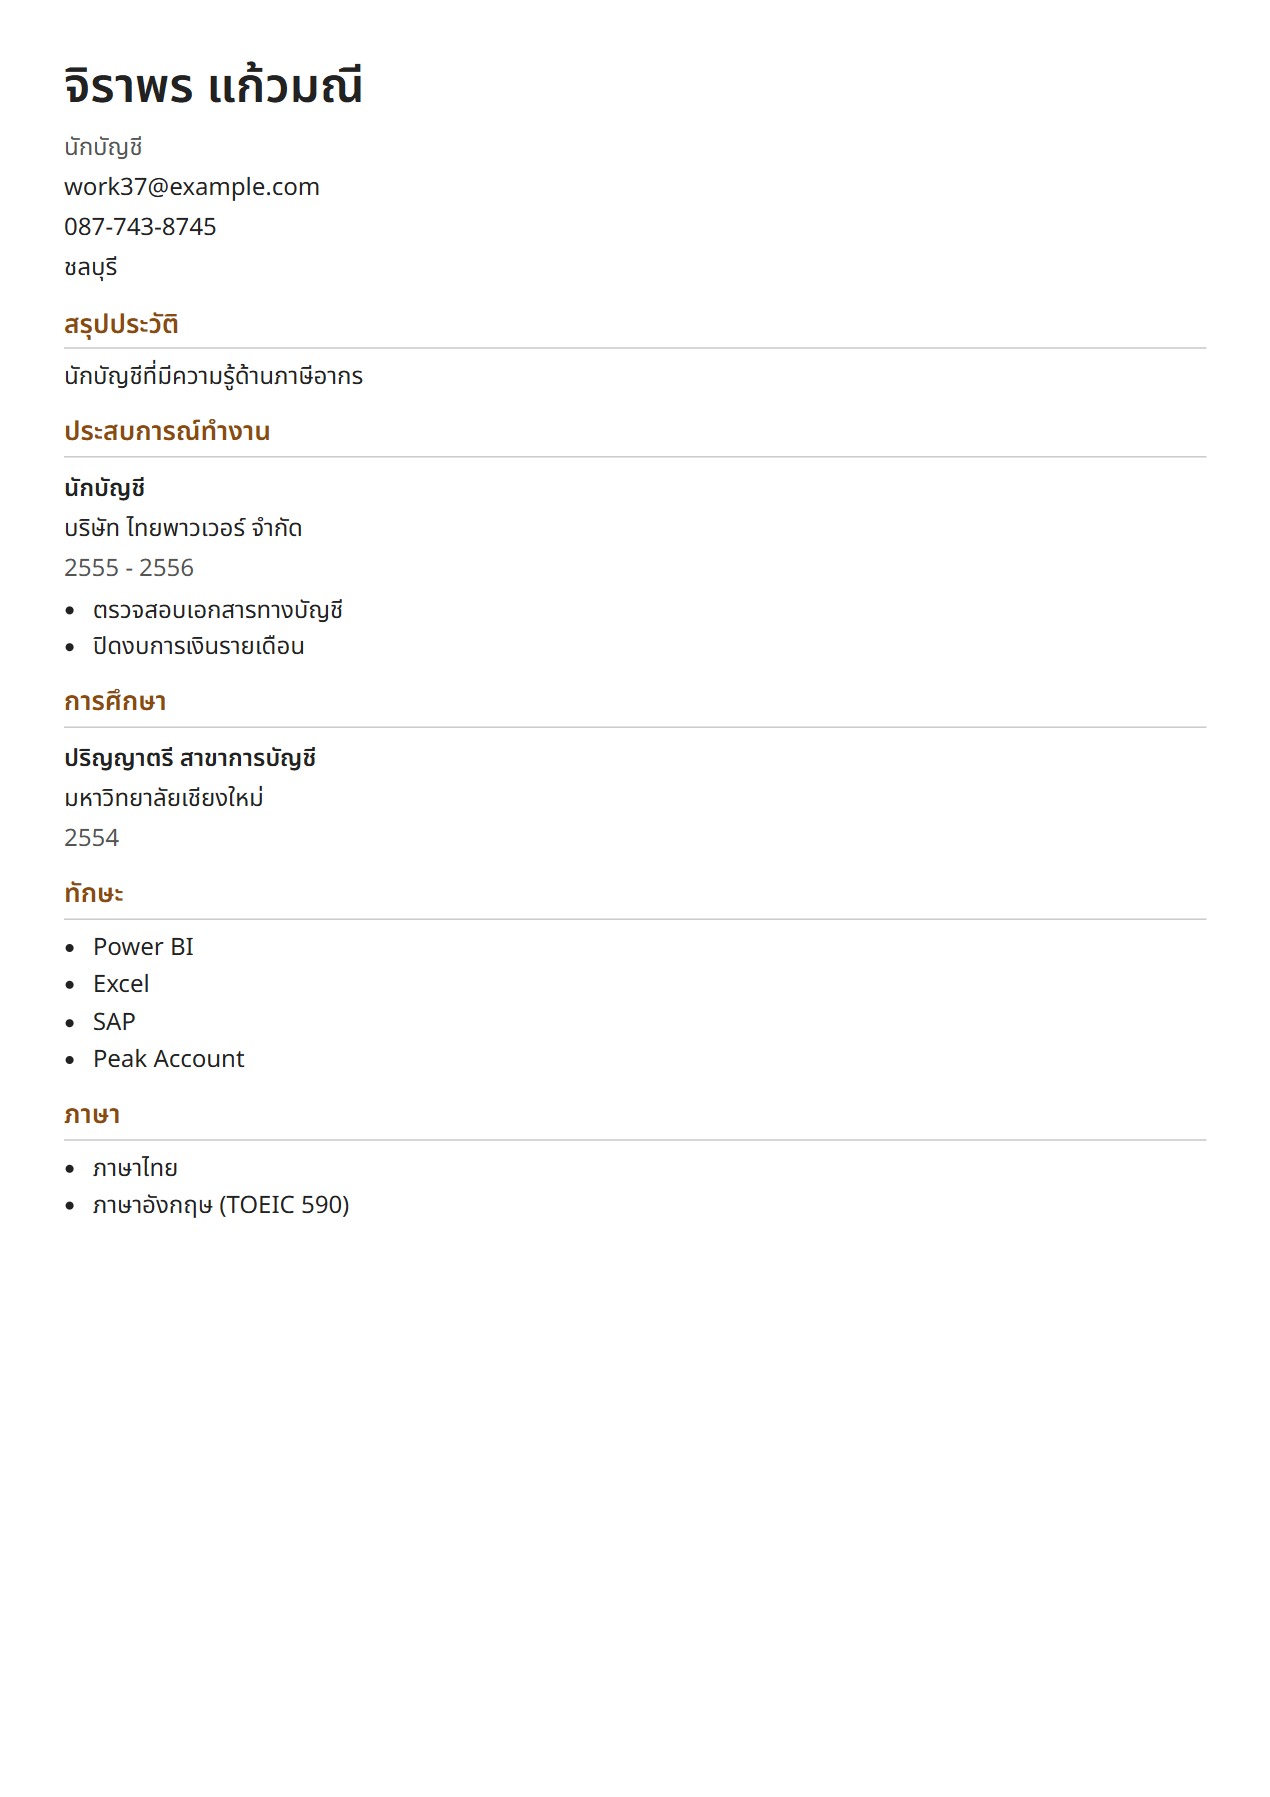 จิราพร แก้วมณี
นักบัญชี
work37@example.com
087-743-8745
ชลบุรี
สรุปประวัติ
นักบัญชีที่มีความรู้ด้านภาษีอากร
ประสบการณ์ทำงาน
นักบัญชี
บริษัท ไทยพาวเวอร์ จำกัด
2555 - 2556
• ตรวจสอบเอกสารทางบัญชี
• ปิดงบการเงินรายเดือน
การศึกษา
ปริญญาตรี สาขาการบัญชี
มหาวิทยาลัยเชียงใหม่
2554
ทักษะ
• Power BI
• Excel
• SAP
• Peak Account
ภาษา
• ภาษาไทย
• ภาษาอังกฤษ (TOEIC 590)